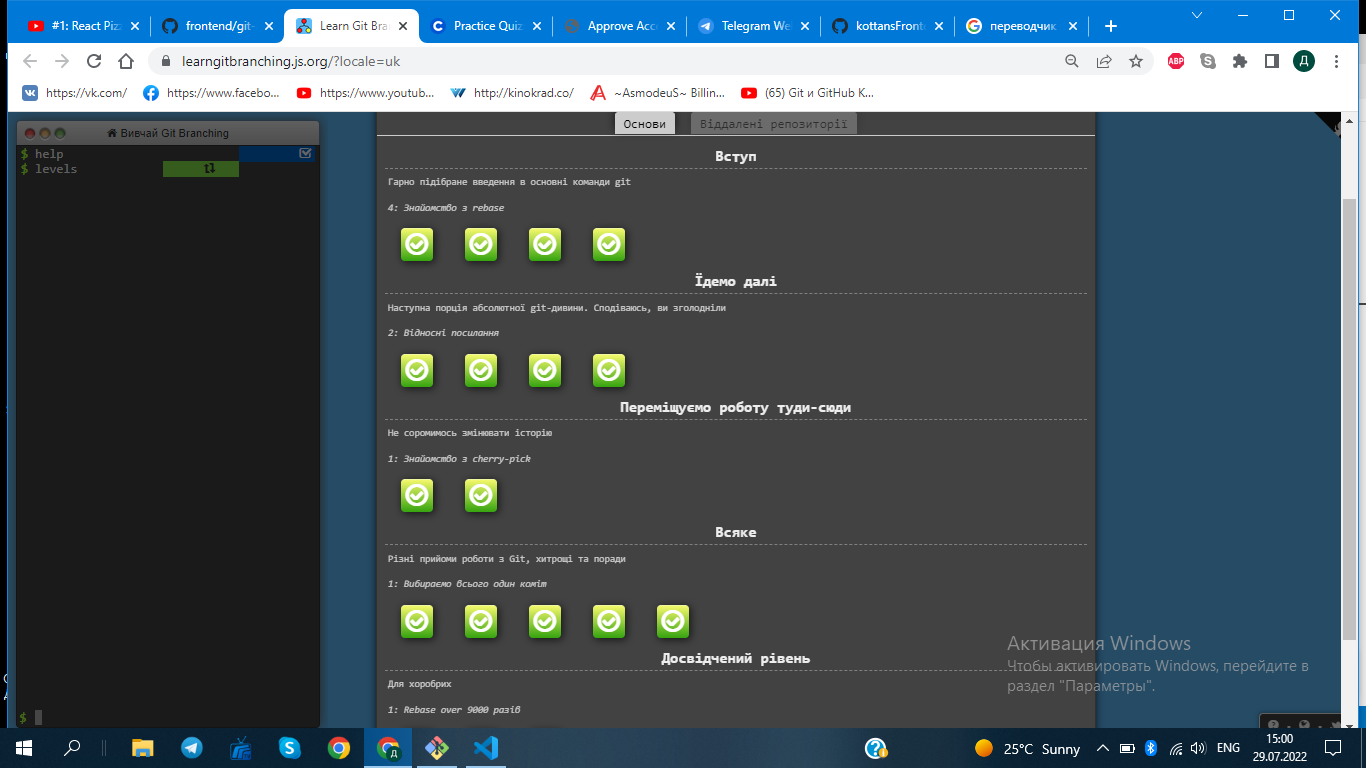 #1: React Piz
frontend/git-
Learn Git Bran
Practice Quiz
Approve Acce
Telegram We
kottansFront
переводчик
learngitbranching.js.org/?locale=uk
ABP
Д
https://vk.com/
https://www.facebo...
https://www.youtub...
http://kinokrad.co/
~AsmodeuS~ Billin...
(65) Git и GitHub K...
Вивчай Git Branching
$ help
$ levels
$
Основи
Віддалені репозиторії
Вступ
Гарно підібране введення в основні команди git
4: Знайомство з rebase
Їдемо далі
Наступна порція абсолютної git-дивини. Сподіваюсь, ви зголодніли
2: Відносні посилання
Переміщуємо роботу туди-сюди
Не соромимось змінювати історію
1: Знайомство з cherry-pick
Всяке
Різні прийоми роботи з Git, хитрощі та поради
1: Вибираємо всього один коміт
Досвідчений рівень
Для хоробрих
1: Rebase over 9000 разів
Активация Windows
Чтобы активировать Windows, перейдите в
раздел "Параметры".
25°C Sunny
ENG
15:00
29.07.2022